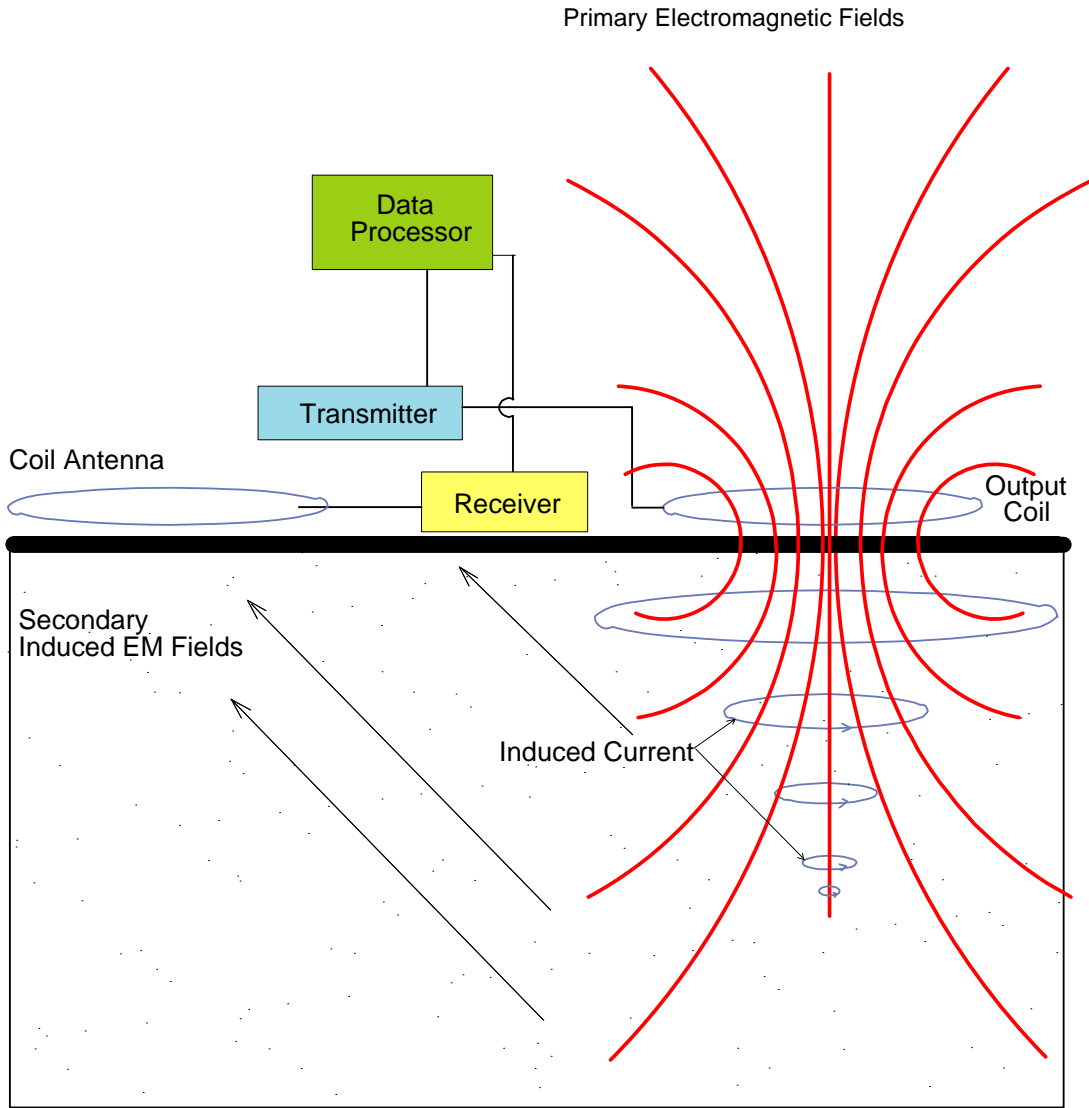 Primary Electromagnetic Fields
Data
Processor
Transmitter
Coil Antenna
Receiver
Output
Coil
Secondary
Induced EM Fields
Induced Current